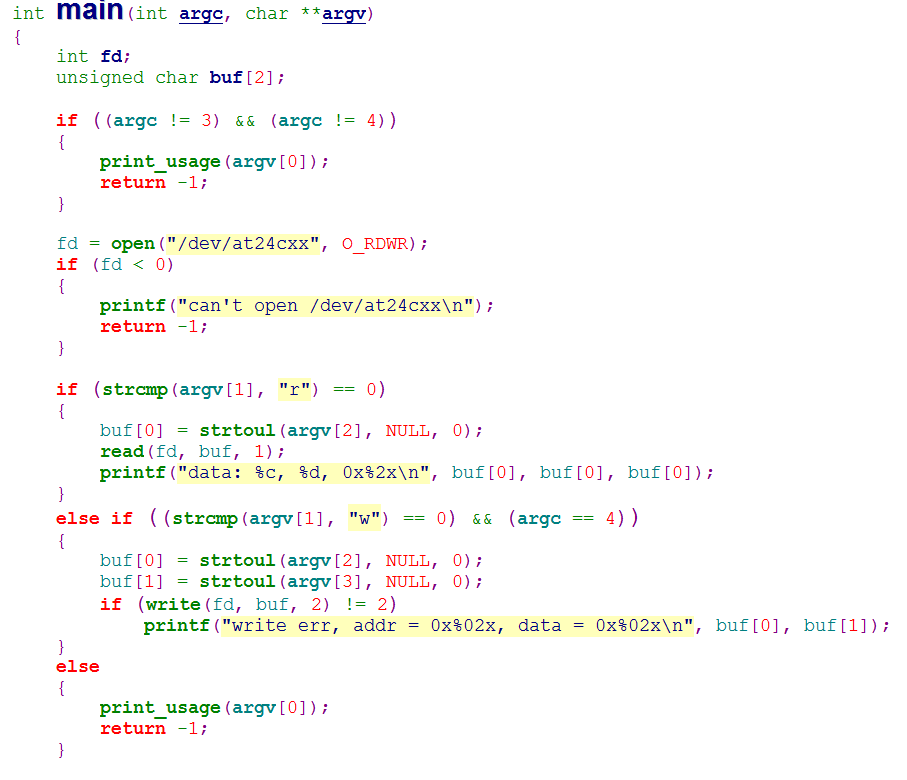 int main(int argc, char **argv)
{
    int fd;
    unsigned char buf[2];

    if ((argc != 3) && (argc != 4))
    {
        print_usage(argv[0]);
        return -1;
    }

    fd = open("/dev/at24cxx", O_RDWR);
    if (fd < 0)
    {
        printf("can't open /dev/at24cxx\n");
        return -1;
    }

    if (strcmp(argv[1], "r") == 0)
    {
        buf[0] = strtoul(argv[2], NULL, 0);
        read(fd, buf, 1);
        printf("data: %c, %d, 0x%2x\n", buf[0], buf[0], buf[0]);
    }
    else if ((strcmp(argv[1], "w") == 0) && (argc == 4))
    {
        buf[0] = strtoul(argv[2], NULL, 0);
        buf[1] = strtoul(argv[3], NULL, 0);
        if (write(fd, buf, 2) != 2)
            printf("write err, addr = 0x%02x, data = 0x%02x\n", buf[0], buf[1]);
    }
    else
    {
        print_usage(argv[0]);
        return -1;
    }